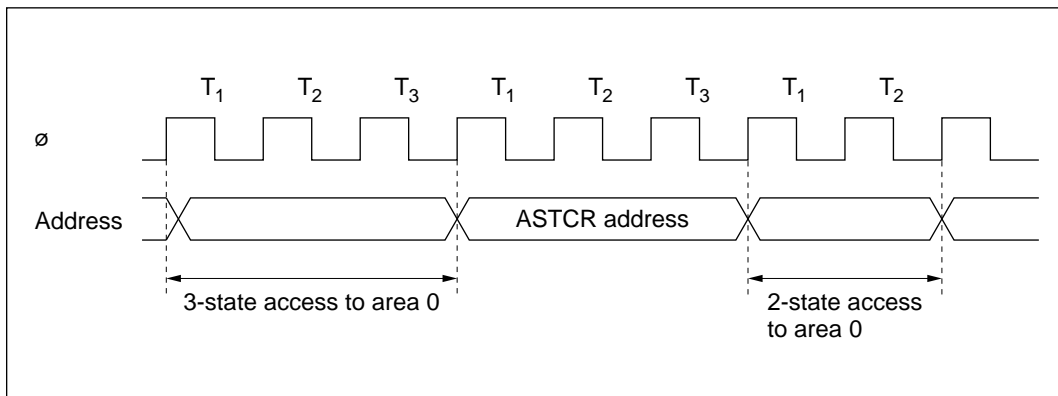 T1 T2 T3 T1 T2 T3 T1 T2
ø
Address ASTCR address
3-state access to area 0 2-state access
to area 0